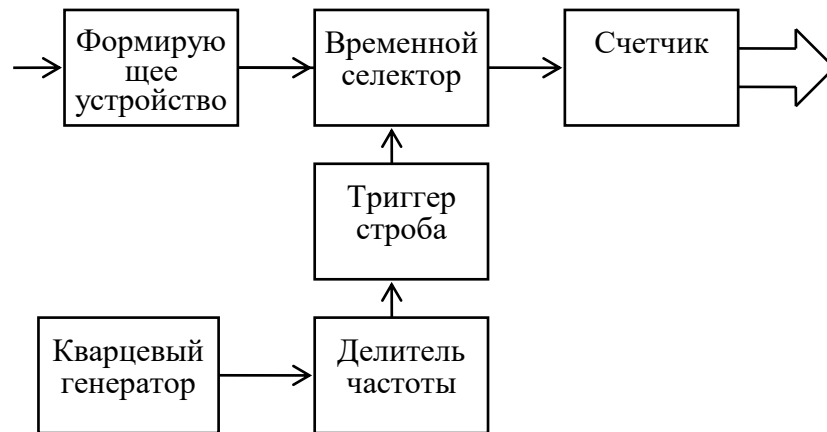 Формирую
щее
устройство
Временной
селектор
Счетчик
Триггер
строба
Кварцевый
генератор
Делитель
частоты